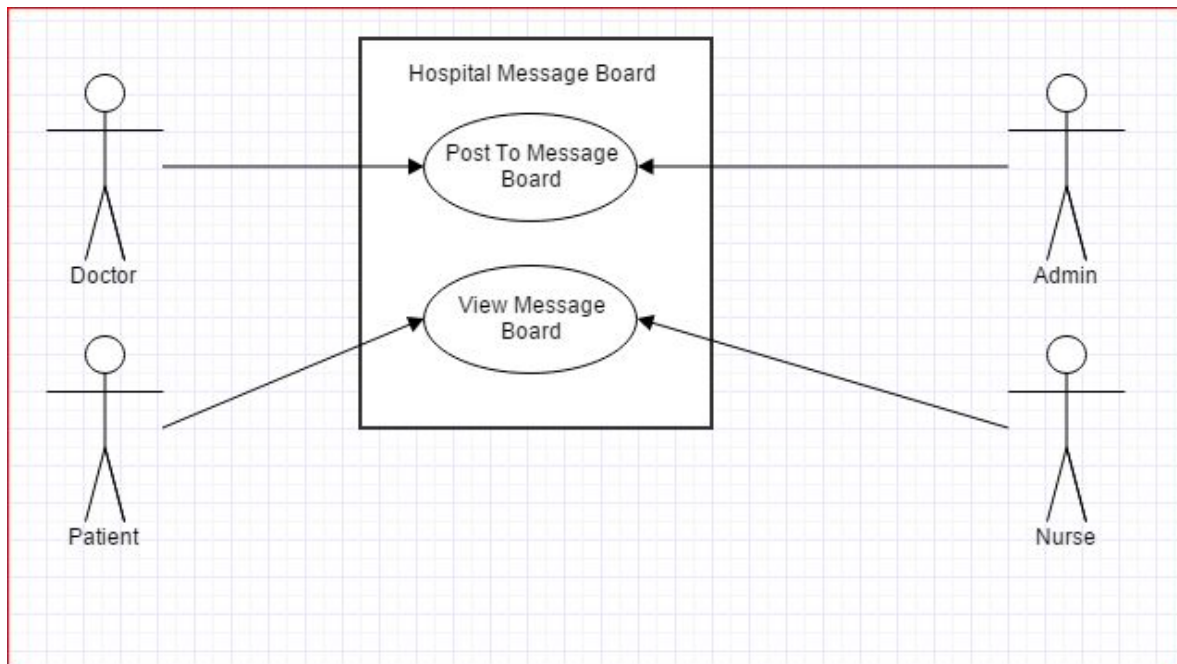 Hospital Message Board
Post To Message
Board
Doctor
Admin
View Message
Board
Patient
Nurse